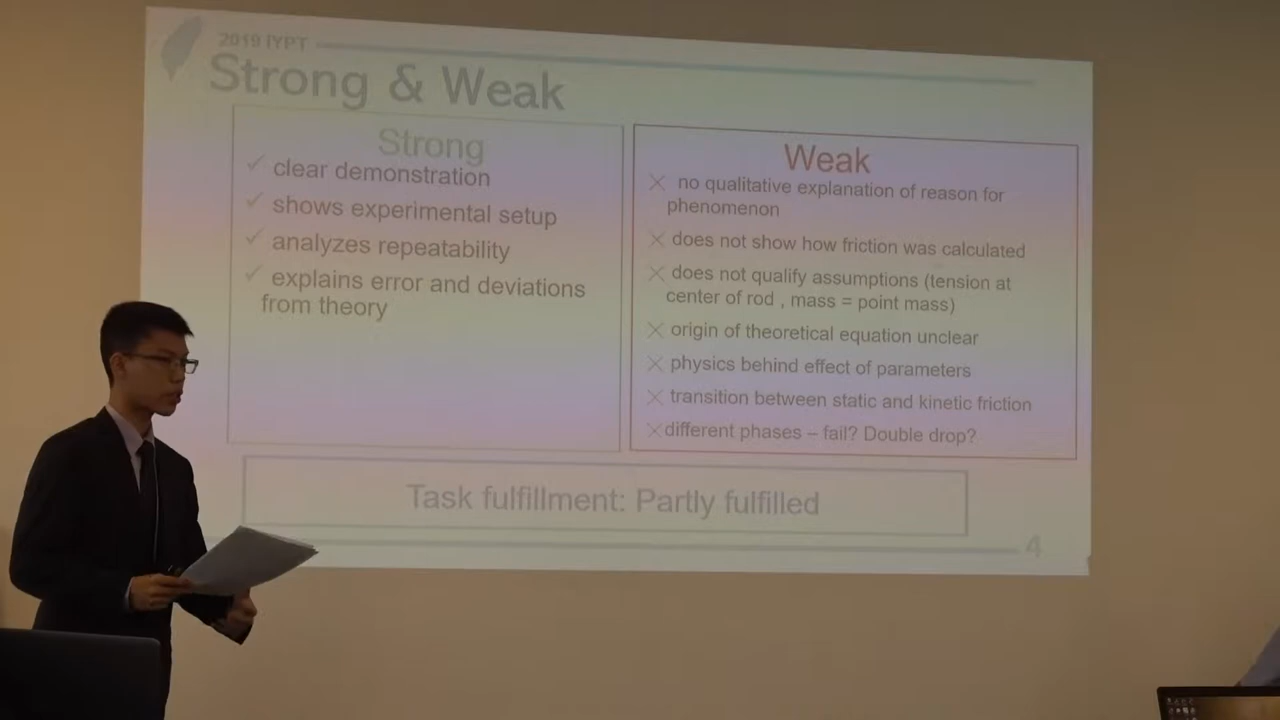 2019 IYPT
Strong & Weak
Strong
✓ clear demonstration
✓ shows experimental setup
✓ analyzes repeatability
✓ explains error and deviations
from theory
Weak
× no qualitative explanation of reason for
phenomenon
× does not show how friction was calculated
× does not qualify assumptions (tension at
center of rod , mass = point mass)
× origin of theoretical equation unclear
× physics behind effect of parameters
× transition between static and kinetic friction
×different phases – fail? Double drop?
Task fulfillment: Partly fulfilled
4